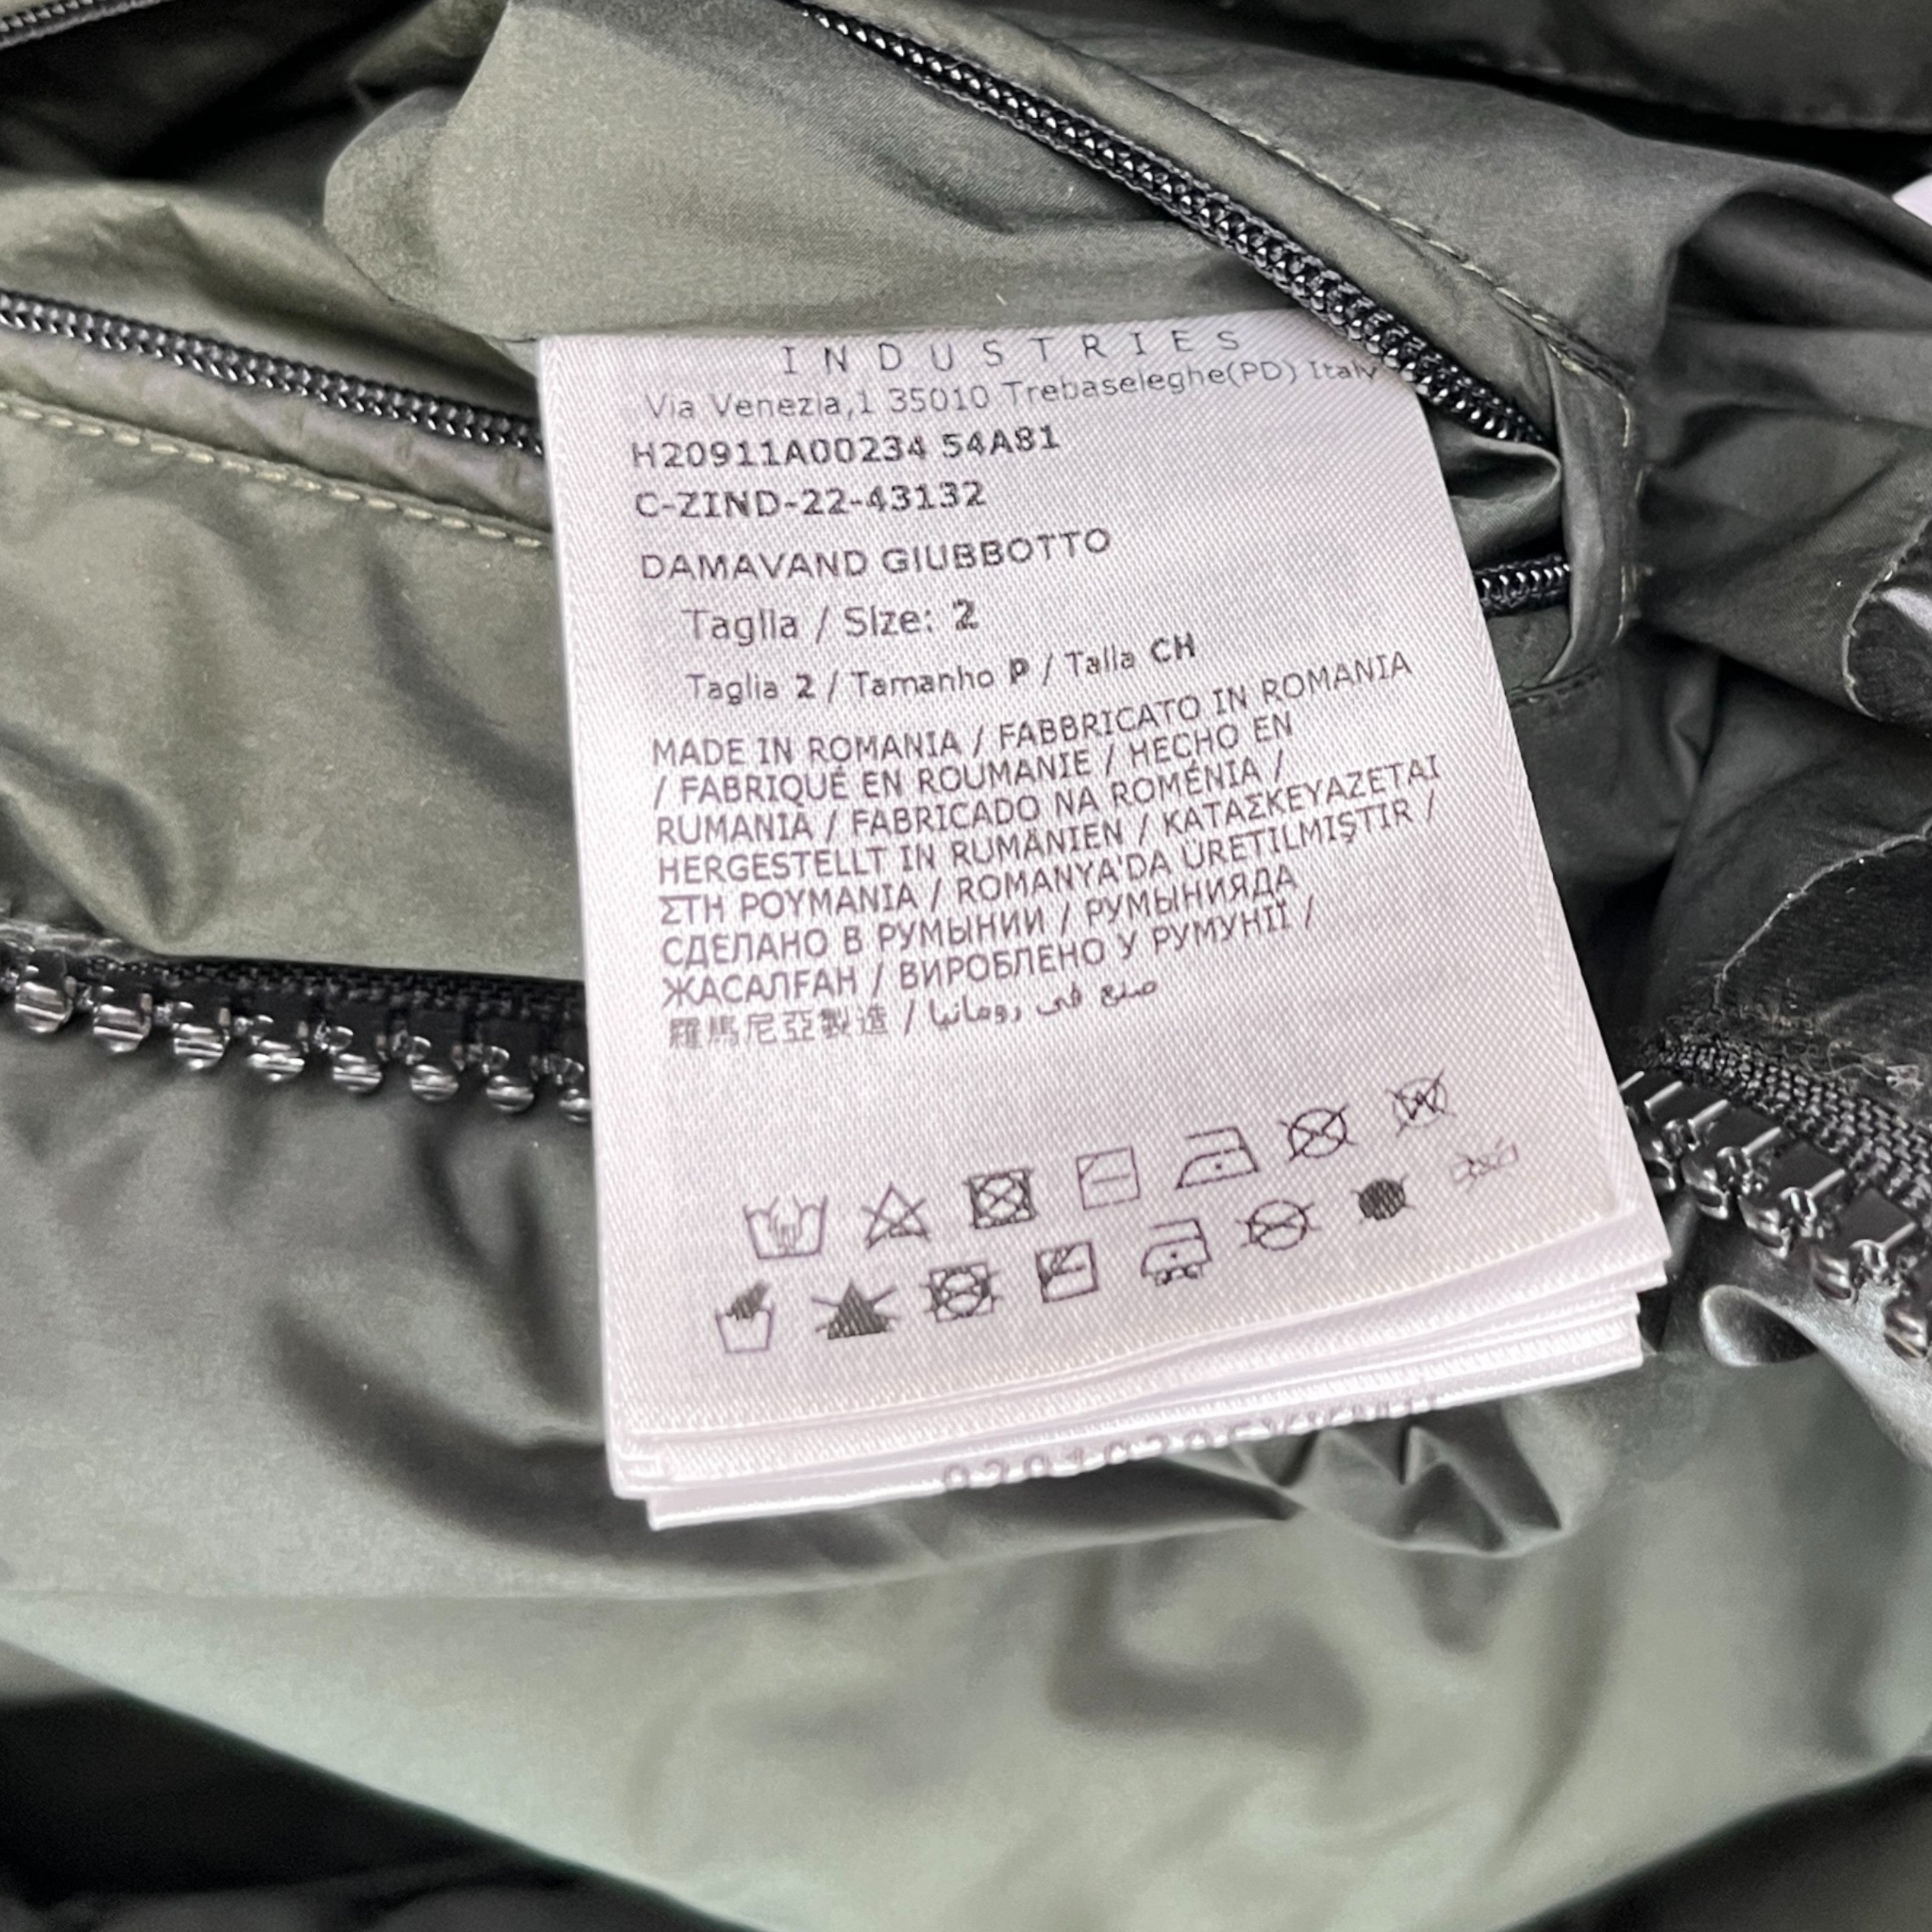 INDUSTRIES
Via Venezia,1 35010 Trebaseleghe(PD) Italy
H20911A00234 54A81
C-ZIND-22-43132
DAMAVAND GIUBBOTTO
Taglia / Size: 2
Taglia 2 / Tamanho P / Talla CH
MADE IN ROMANIA / FABBRICATO IN ROMANIA
/ FABRIQUÉ EN ROUMANIE / HECHO EN
RUMANIA / FABRICADO NA ROMÉNIA /
HERGESTELLT IN RUMÄNIEN / ΚΑΤΑΣΚΕΥΑΖΕΤΑΙ
ΣΤΗ ΡΟΥΜΑΝΙΑ / ROMANYA'DA ÜRETILMIŞTIR /
СДЕЛАНО В РУМЫНИИ / РУМЫНИЯДА
ЖАСАЛҒАН / ВИРОБЛЕНО У РУМУНІЇ /
羅馬尼亞製造 / صنع في رومانيا